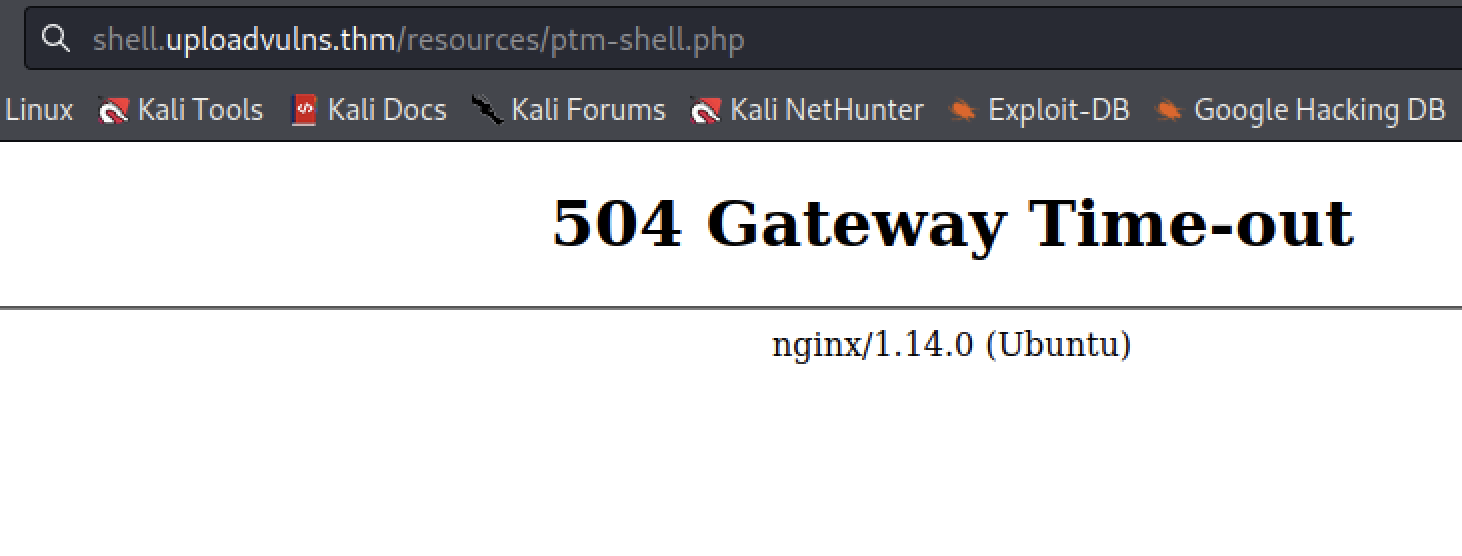 shell.uploadvulns.thm/resources/ptm-shell.php
Linux Kali Tools Kali Docs Kali Forums Kali NetHunter Exploit-DB Google Hacking DB
504 Gateway Time-out
nginx/1.14.0 (Ubuntu)